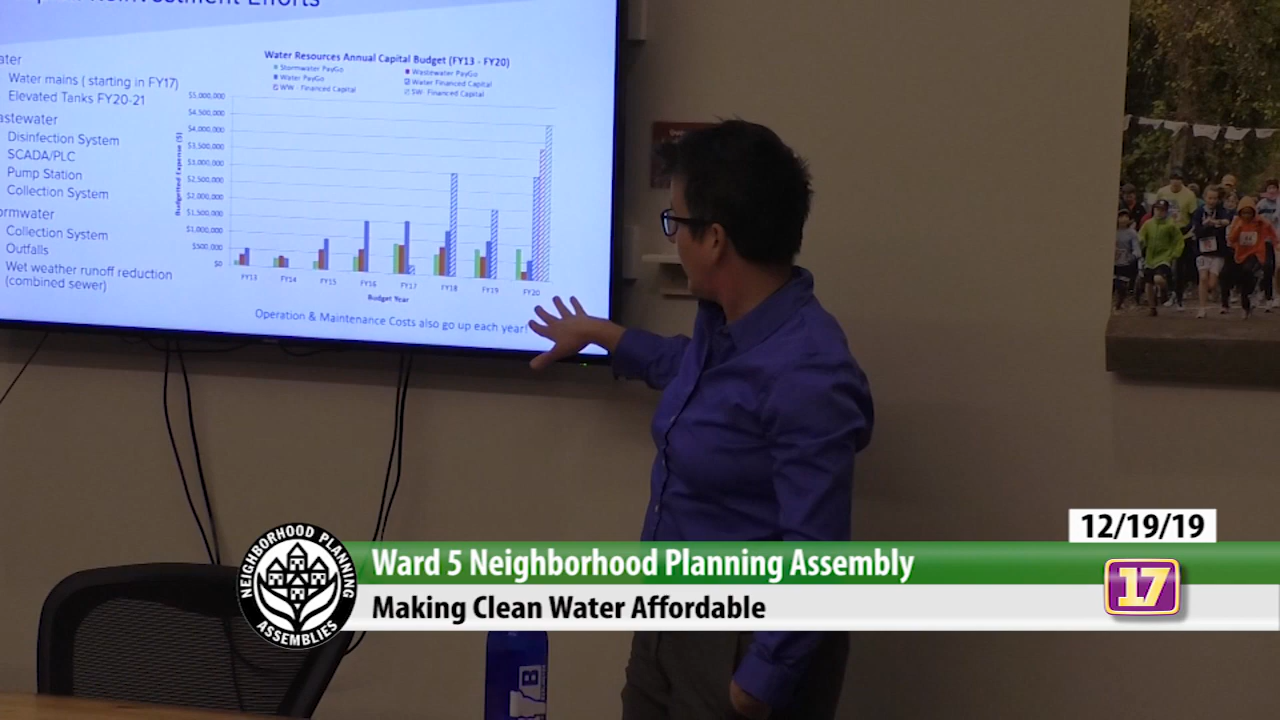 Reinvestment Efforts
ater
Water mains ( starting in FY17)
Elevated Tanks FY20-21
astewater
Disinfection System
SCADA/PLC
Pump Station
Collection System
ormwater
Collection System
Outfalls
Wet weather runoff reduction
(combined sewer)
Water Resources Annual Capital Budget (FY13 - FY20)
Stormwater PayGo
Wastewater PayGo
Water PayGo
Water Financed Capital
WW - Financed Capital
SW- Financed Capital
Budgetted Expense ($)
$5,000,000
$4,500,000
$4,000,000
$3,500,000
$3,000,000
$2,500,000
$2,000,000
$1,500,000
$1,000,000
$500,000
$0
FY13 FY14 FY15 FY16 FY17 FY18 FY19 FY20
Budget Year
Operation & Maintenance Costs also go up each year!
12/19/19
NEIGHBORHOOD PLANNING
ASSEMBLIES
Ward 5 Neighborhood Planning Assembly
Making Clean Water Affordable
17
B